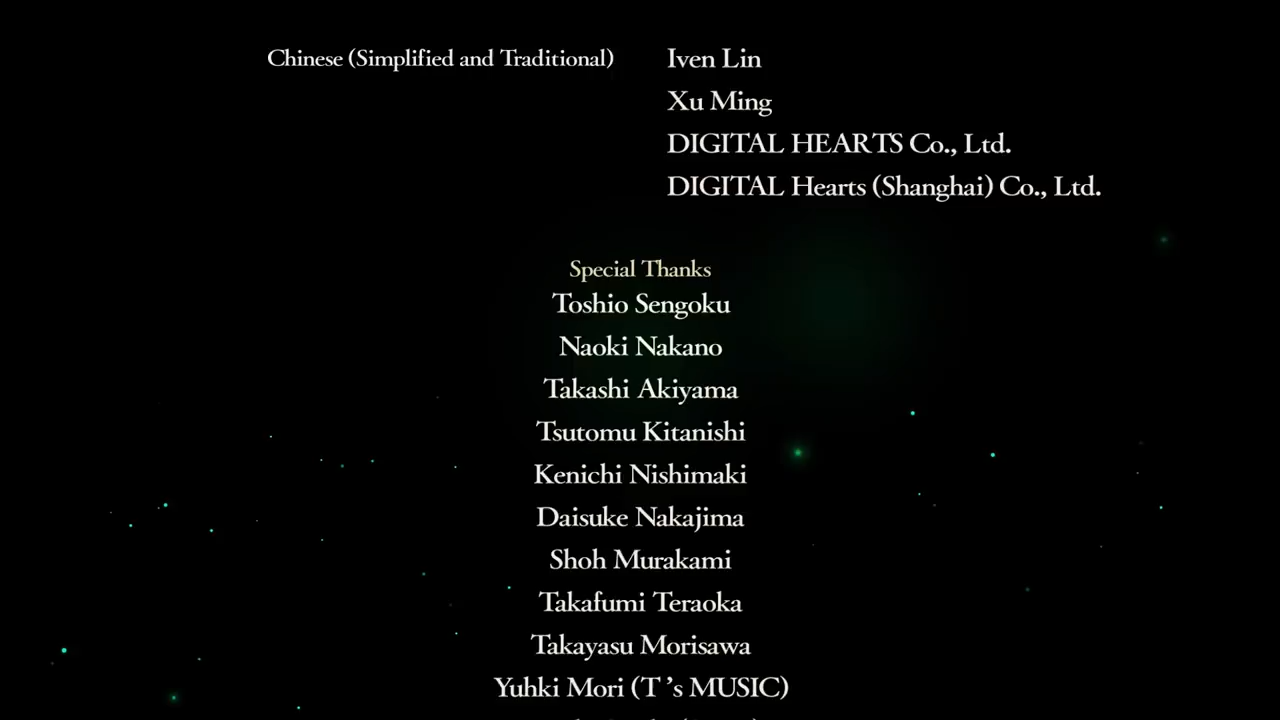 Chinese (Simplified and Traditional) Iven Lin
Xu Ming
DIGITAL HEARTS Co., Ltd.
DIGITAL Hearts (Shanghai) Co., Ltd.
Special Thanks
Toshio Sengoku
Naoki Nakano
Takashi Akiyama
Tsutomu Kitanishi
Kenichi Nishimaki
Daisuke Nakajima
Shoh Murakami
Takafumi Teraoka
Takayasu Morisawa
Yuhki Mori (T ’s MUSIC)